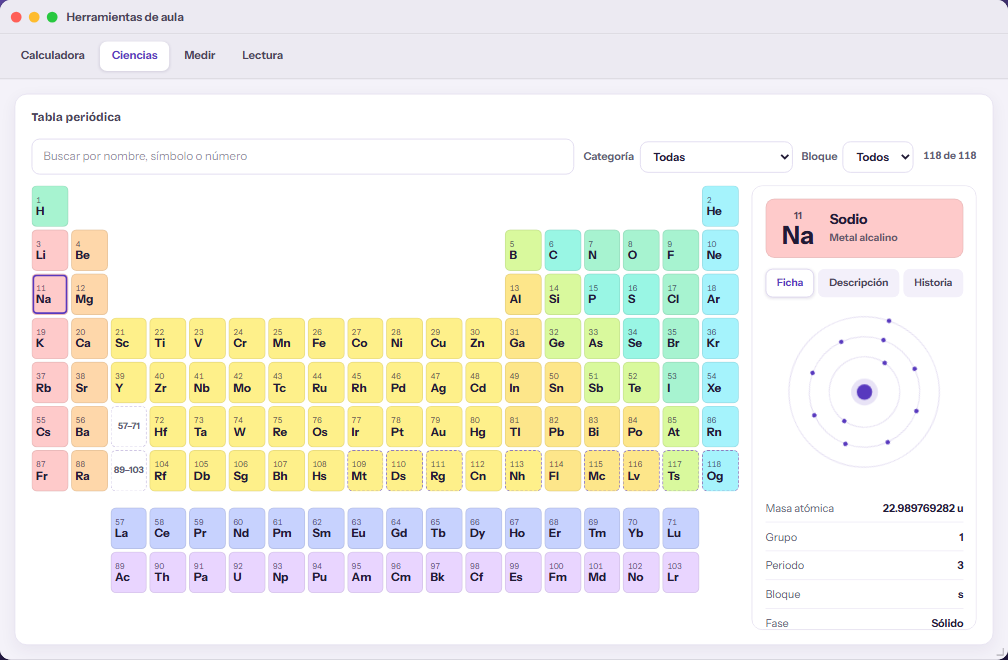 Herramientas de aula
Calculadora Ciencias Medir Lectura
Tabla periódica
Buscar por nombre, símbolo o número Categoría Todas Bloque Todos 118 de 118
1 2
H He
3 4 5 6 7 8 9 10
Li Be B C N O F Ne
11 12 13 14 15 16 17 18
Na Mg Al Si P S Cl Ar
19 20 21 22 23 24 25 26 27 28 29 30 31 32 33 34 35 36
K Ca Sc Ti V Cr Mn Fe Co Ni Cu Zn Ga Ge As Se Br Kr
37 38 39 40 41 42 43 44 45 46 47 48 49 50 51 52 53 54
Rb Sr Y Zr Nb Mo Tc Ru Rh Pd Ag Cd In Sn Sb Te I Xe
55 56 57–71 72 73 74 75 76 77 78 79 80 81 82 83 84 85 86
Cs Ba Hf Ta W Re Os Ir Pt Au Hg Tl Pb Bi Po At Rn
87 88 89–103 104 105 106 107 108 109 110 111 112 113 114 115 116 117 118
Fr Ra Rf Db Sg Bh Hs Mt Ds Rg Cn Nh Fl Mc Lv Ts Og
57 58 59 60 61 62 63 64 65 66 67 68 69 70 71
La Ce Pr Nd Pm Sm Eu Gd Tb Dy Ho Er Tm Yb Lu
89 90 91 92 93 94 95 96 97 98 99 100 101 102 103
Ac Th Pa U Np Pu Am Cm Bk Cf Es Fm Md No Lr
11
Na
Sodio
Metal alcalino
Ficha Descripción Historia
Masa atómica 22.989769282 u
Grupo 1
Periodo 3
Bloque s
Fase Sólido